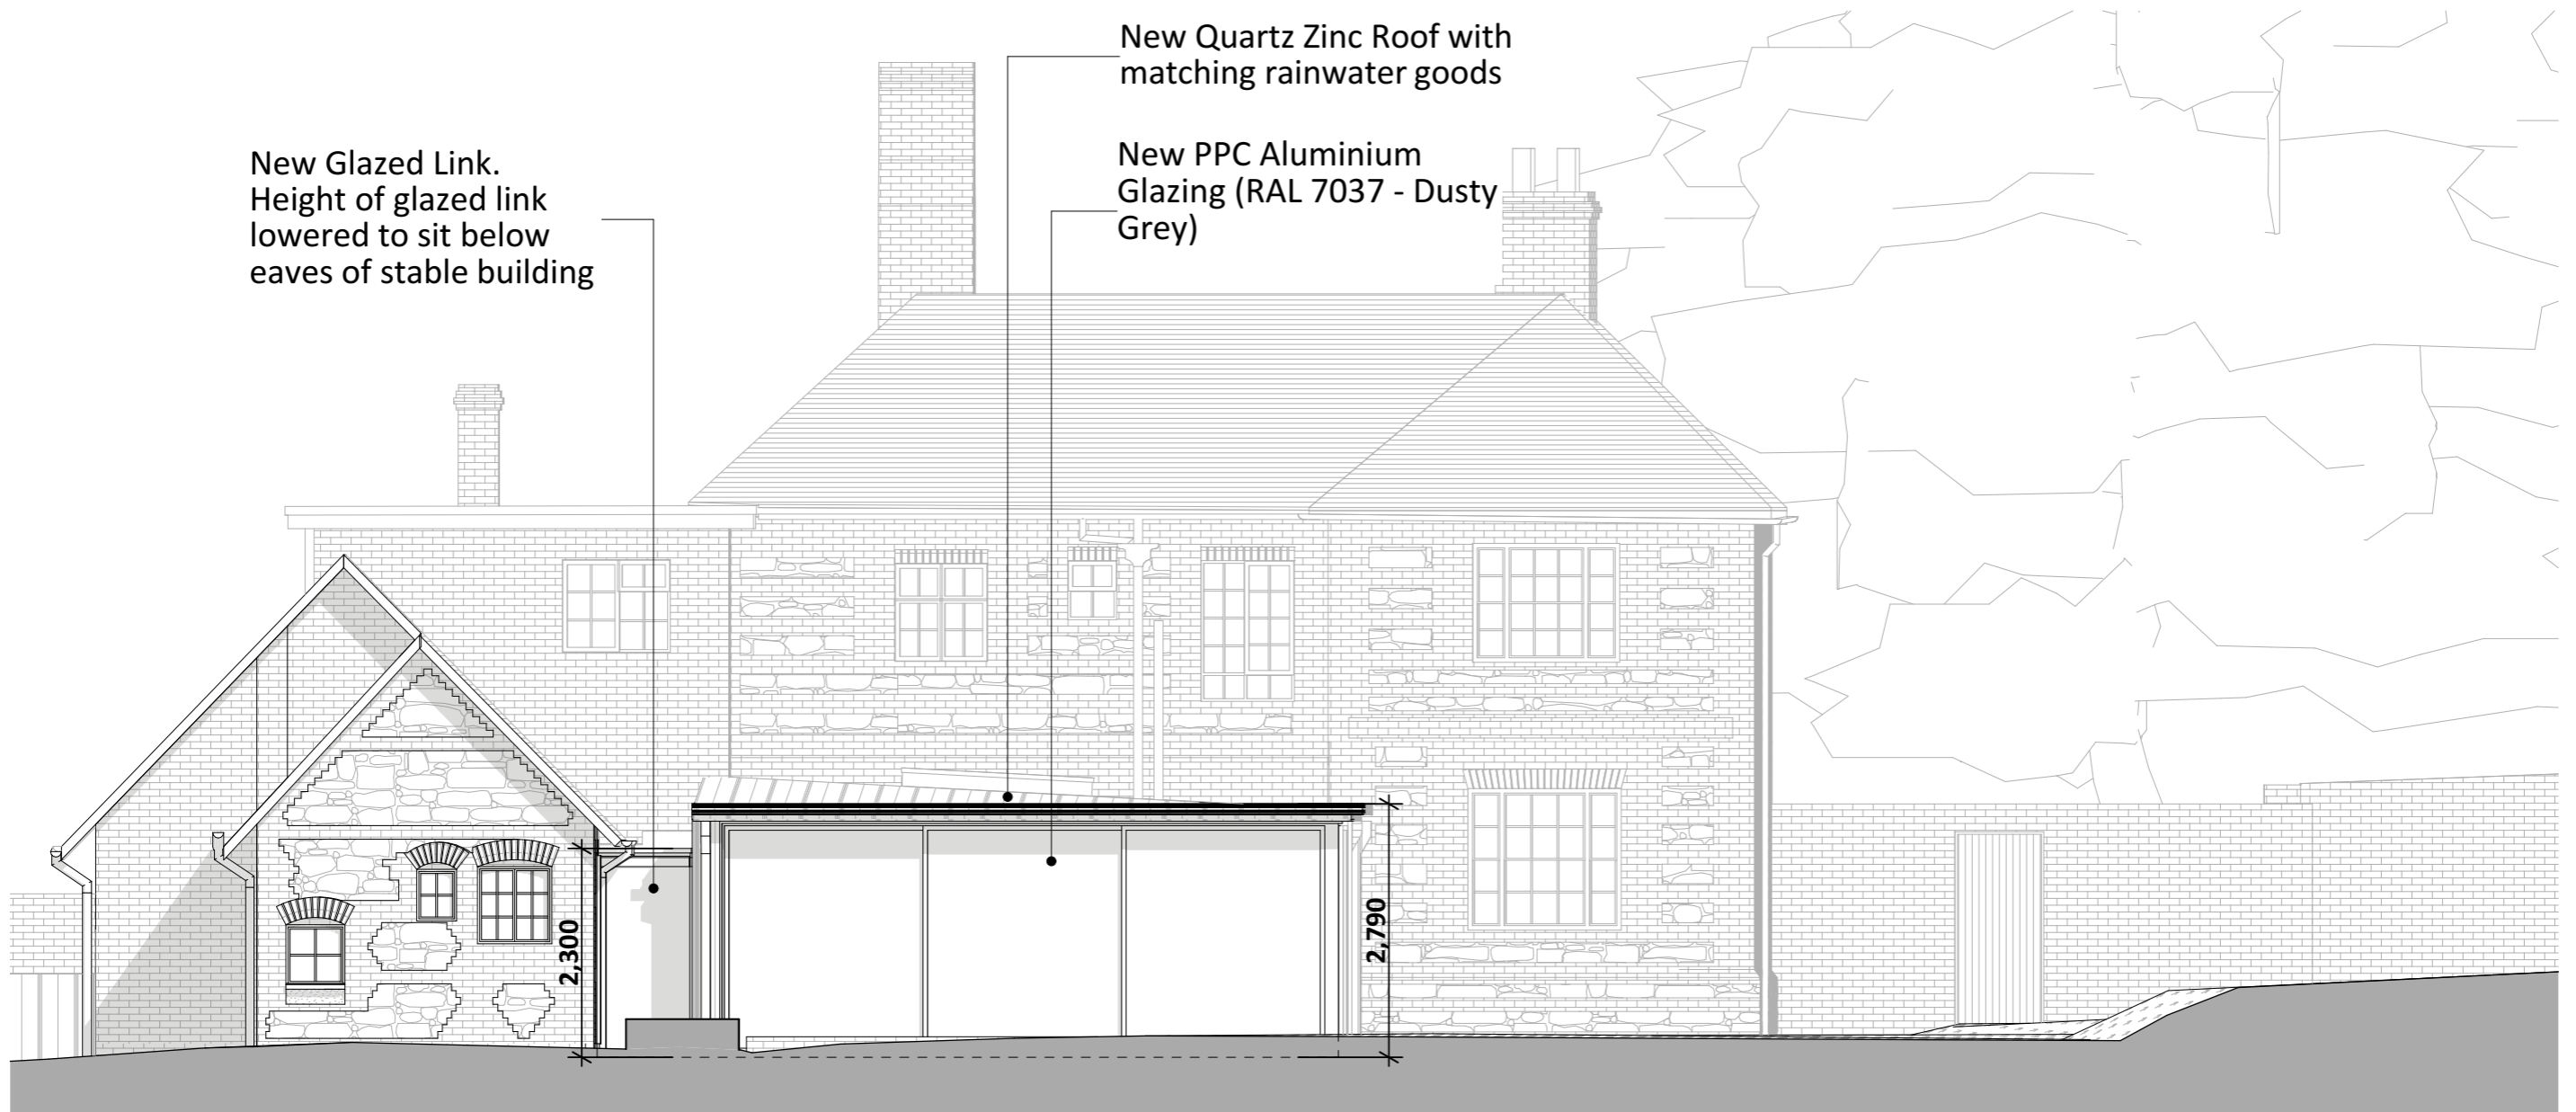 New Quartz Zinc Roof with
matching rainwater goods
New PPC Aluminium
Glazing (RAL 7037 - Dusty
Grey)
New Glazed Link.
Height of glazed link
lowered to sit below
eaves of stable building
2,300
2,790